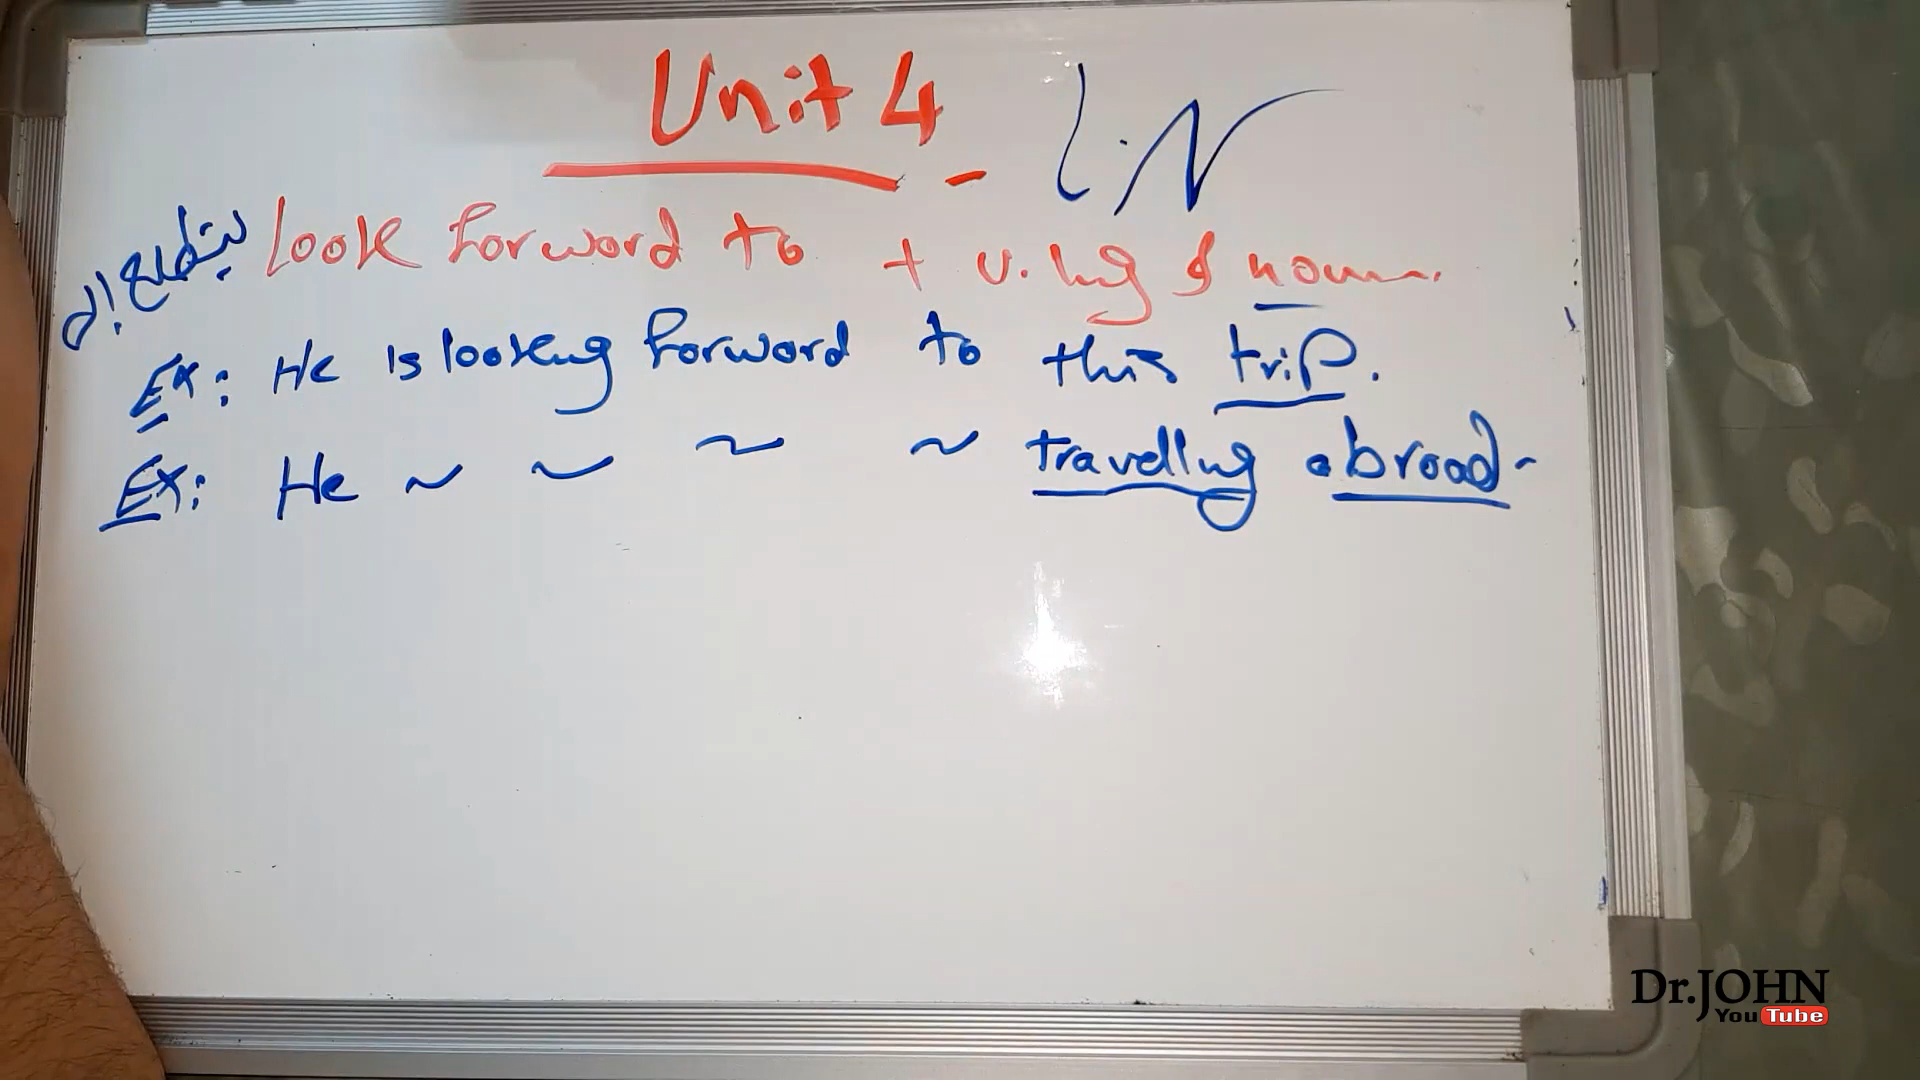 Unit 4 - L.N
يتطلع إلى look forward to + v.ing & noun.
Ex: He is looking forward to this trip.
Ex: He ~ ~ ~ ~ travelling abroad.
Dr.JOHN
YouTube